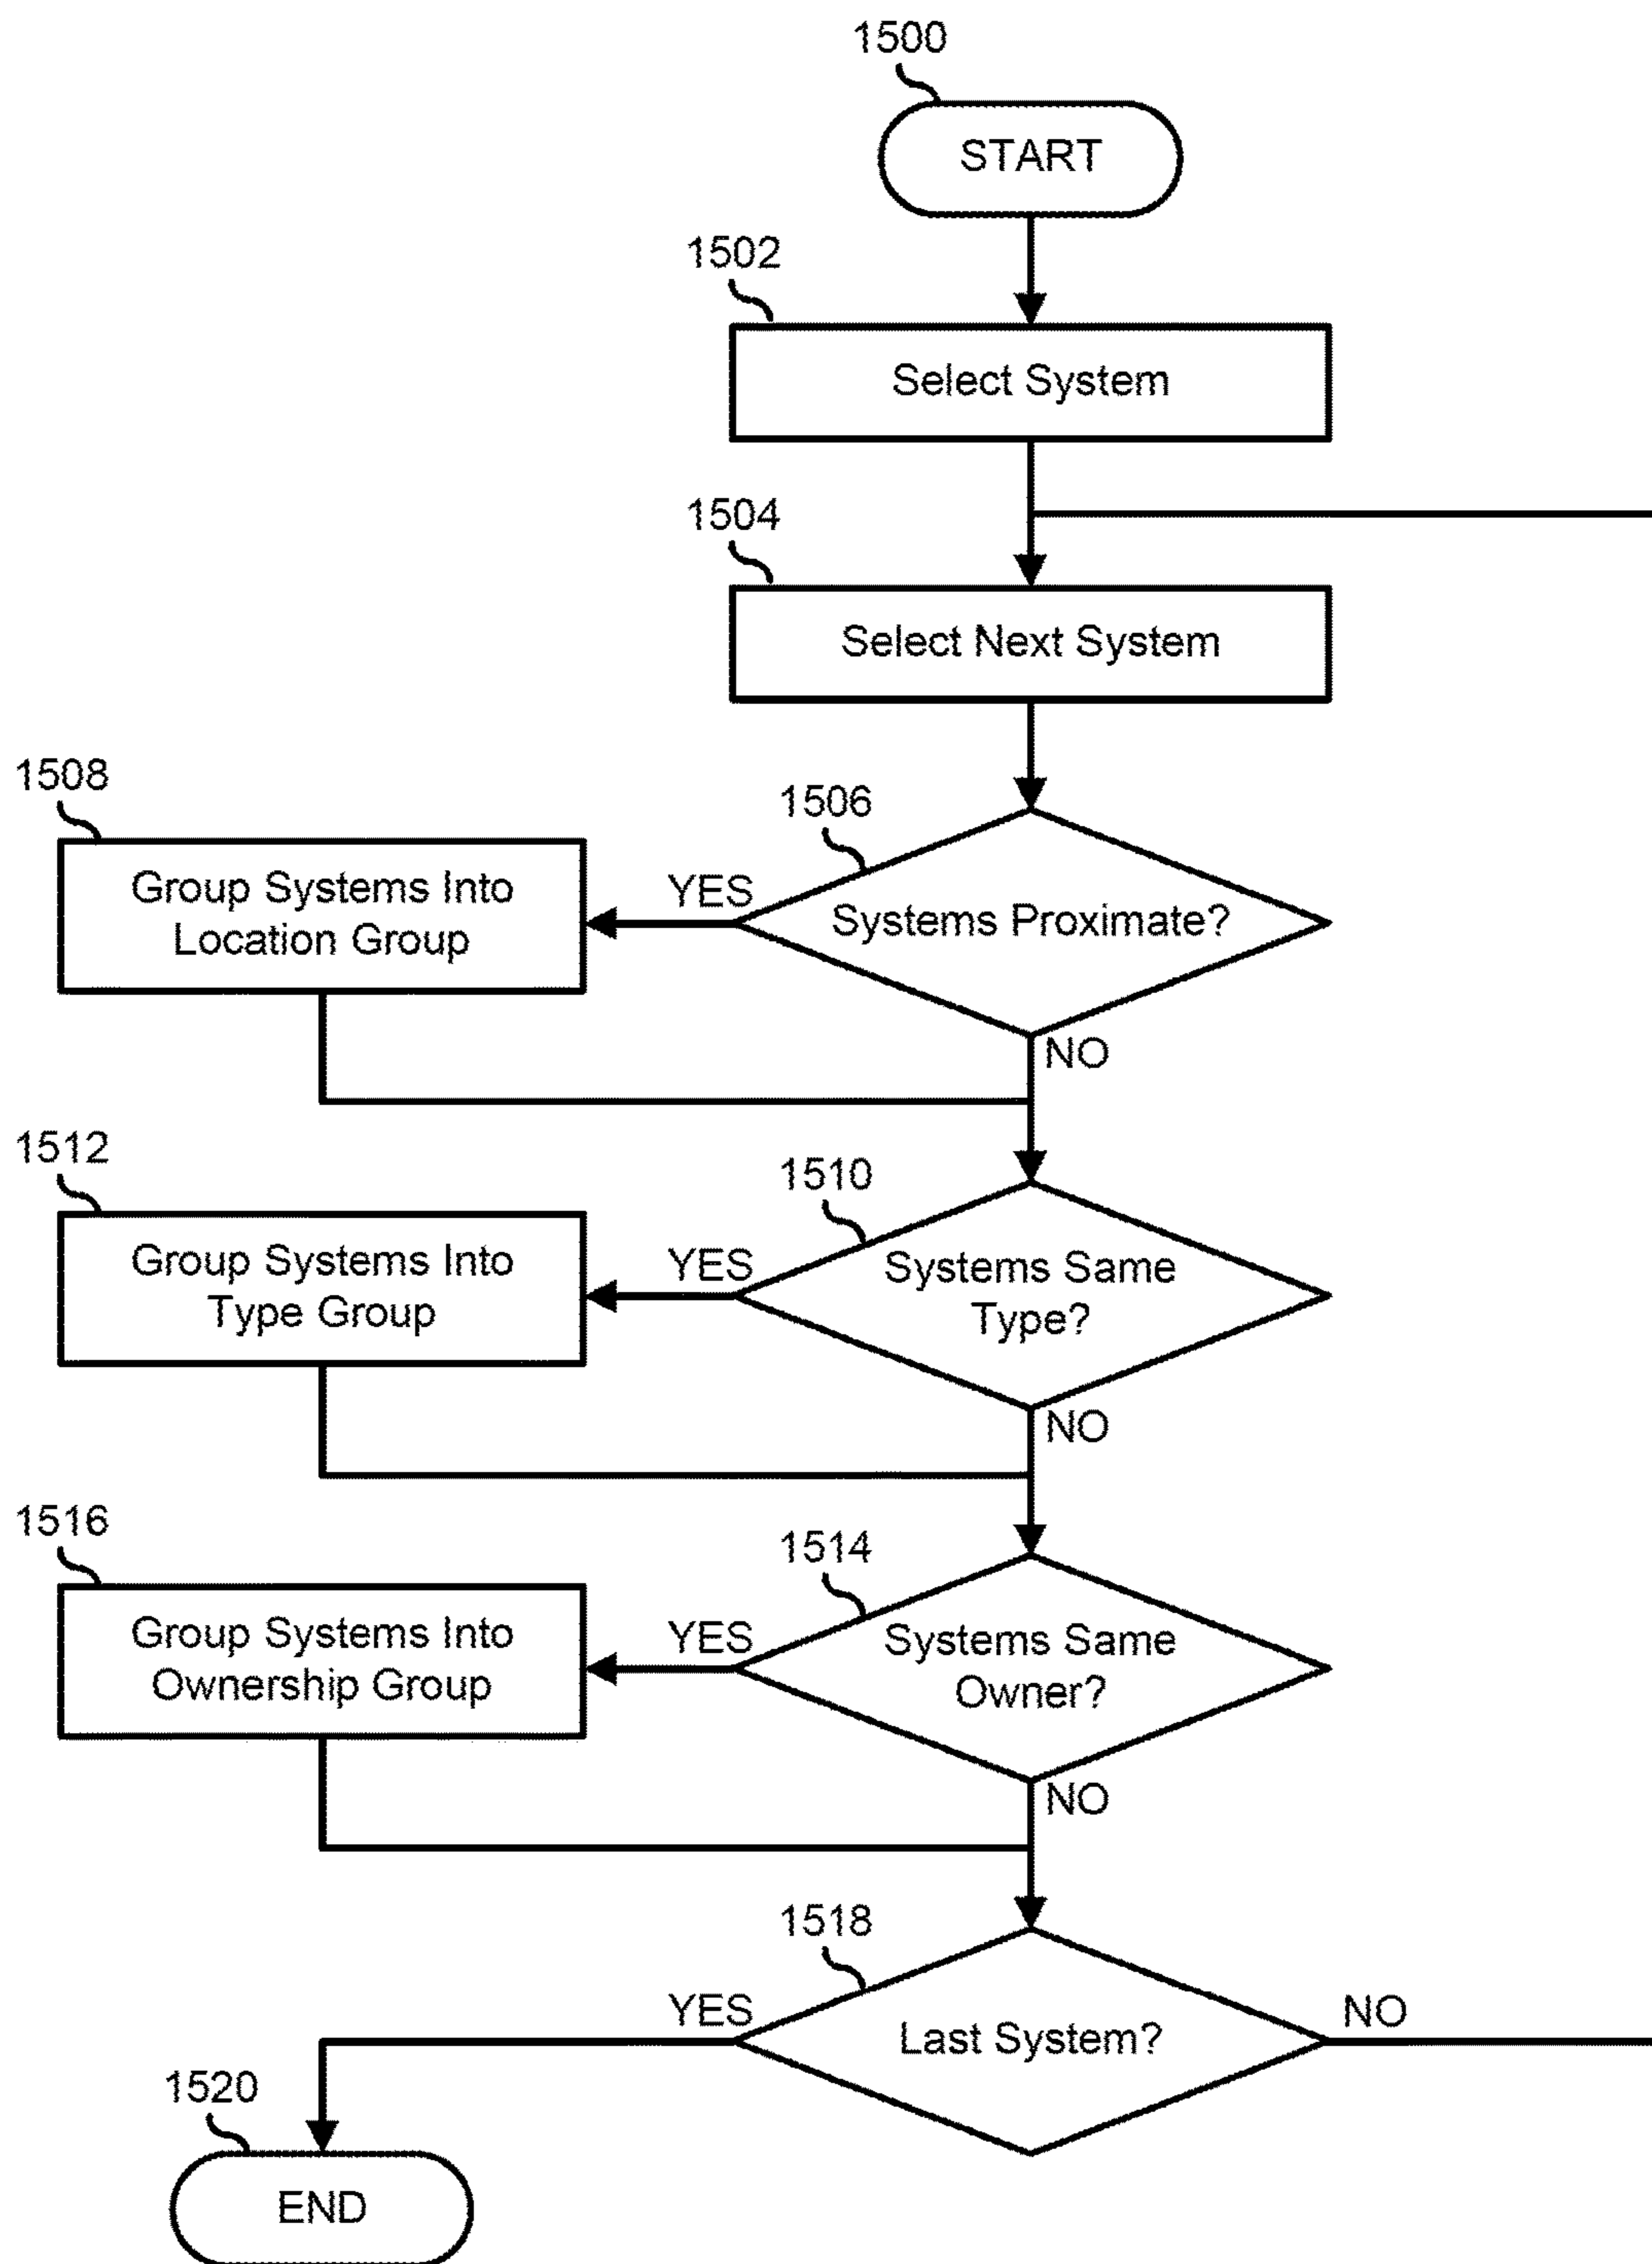 1500
START
1502
Select System
1504
Select Next System
1508
1506
Group Systems Into
Location Group
YES
Systems Proximate?
NO
1512
1510
Group Systems Into
Type Group
YES
Systems Same
Type?
NO
1516
1514
Group Systems Into
Ownership Group
YES
Systems Same
Owner?
NO
1518
YES
Last System?
NO
1520
END